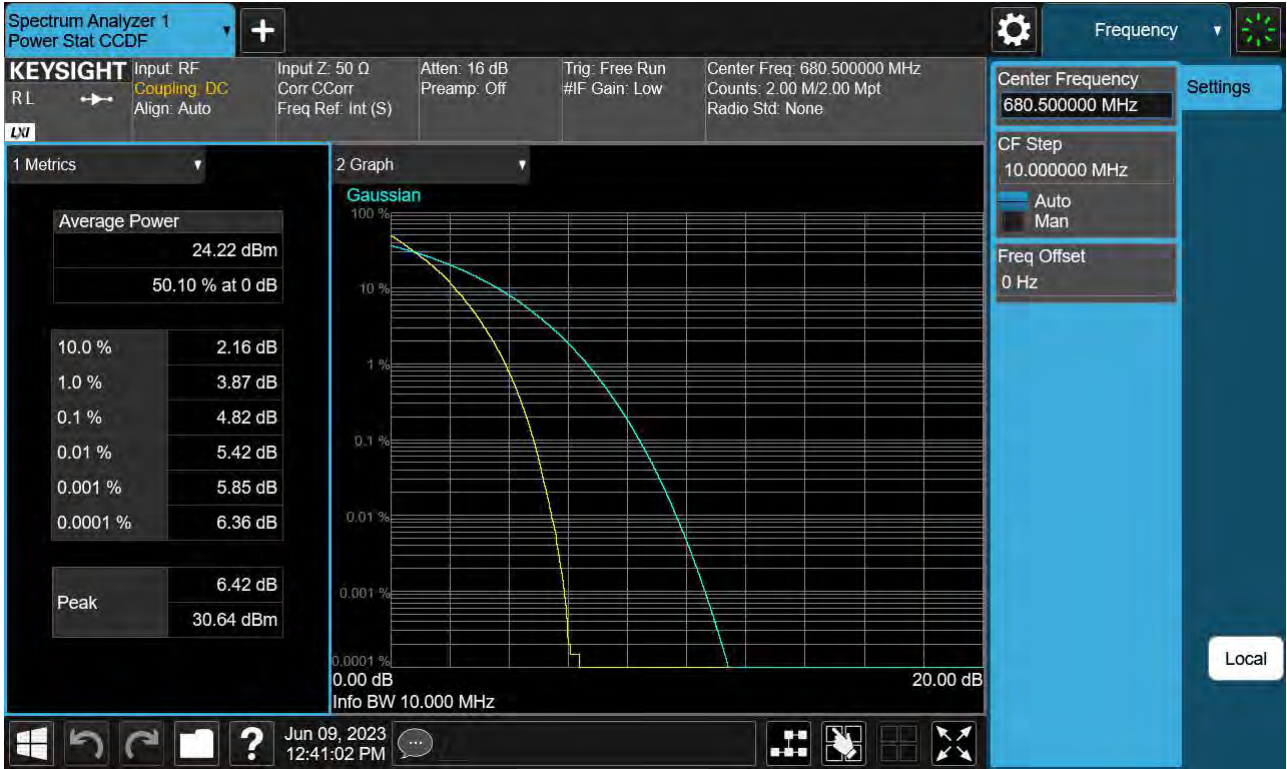 Spectrum Analyzer 1
Power Stat CCDF
Frequency
KEYSIGHT
RL
LXI
Input: RF
Coupling: DC
Align: Auto
Input Z: 50 Ω
Corr CCorr
Freq Ref: Int (S)
Atten: 16 dB
Preamp: Off
Trig: Free Run
#IF Gain: Low
Center Freq: 680.500000 MHz
Counts: 2.00 M/2.00 Mpt
Radio Std: None
Center Frequency
680.500000 MHz
Settings
CF Step
10.000000 MHz
Auto
Man
Freq Offset
0 Hz
Local
1 Metrics
Average Power
24.22 dBm
50.10 % at 0 dB
10.0 % 2.16 dB
1.0 % 3.87 dB
0.1 % 4.82 dB
0.01 % 5.42 dB
0.001 % 5.85 dB
0.0001 % 6.36 dB
Peak
6.42 dB
30.64 dBm
2 Graph
Gaussian
100 %
10 %
1 %
0.1 %
0.01 %
0.001 %
0.0001 %
0.00 dB 20.00 dB
Info BW 10.000 MHz
?
Jun 09, 2023
12:41:02 PM